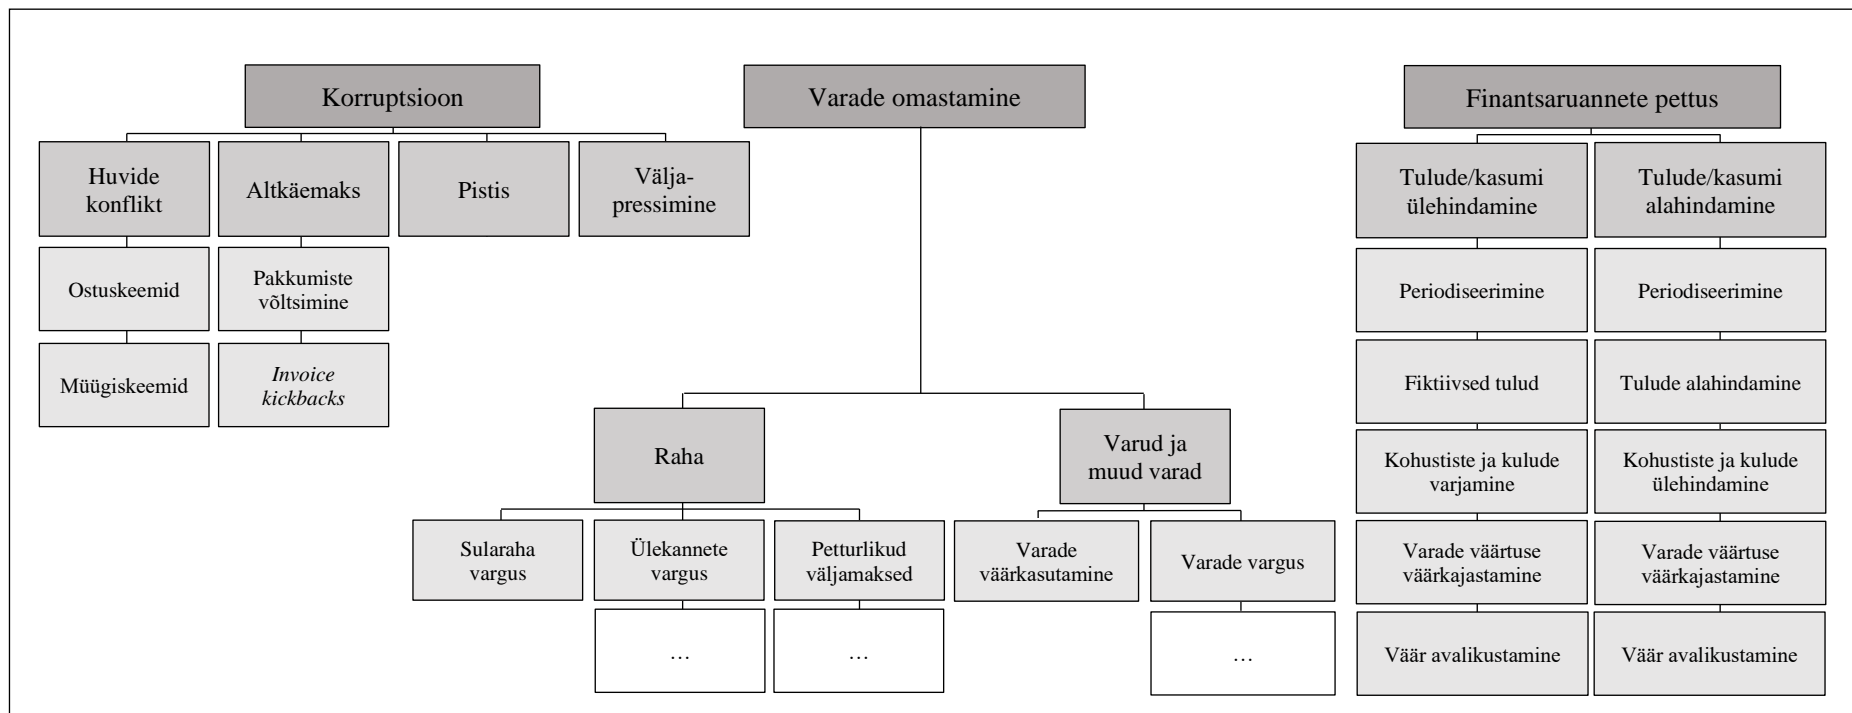 Korruptsioon
Varade omastamine
Finantsaruannete pettus
Huvide
konflikt
Altkäemaks
Pistis
Välja-
pressimine
Tulude/kasumi
ülehindamine
Tulude/kasumi
alahindamine
Ostuskeemid
Pakkumiste
võltsimine
Periodiseerimine
Periodiseerimine
Müügiskeemid
Invoice
kickbacks
Fiktiivsed tulud
Tulude alahindamine
Raha
Varud ja
muud varad
Kohustiste ja kulude
varjamine
Kohustiste ja kulude
ülehindamine
Sularaha
vargus
Ülekannete
vargus
Petturlikud
väljamaksed
Varade
väärkasutamine
Varade vargus
Varade väärtuse
väärkajastamine
Varade väärtuse
väärkajastamine
…
…
…
Väär avalikustamine
Väär avalikustamine